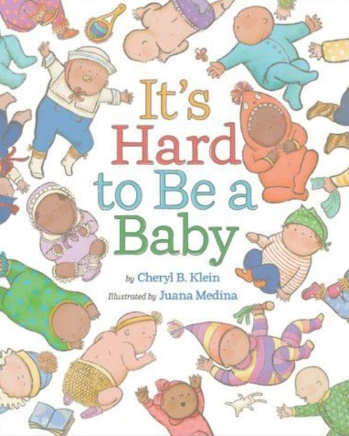 It's
Hard
to Be a
Baby
by Cheryl B. Klein
Illustrated by Juana Medina